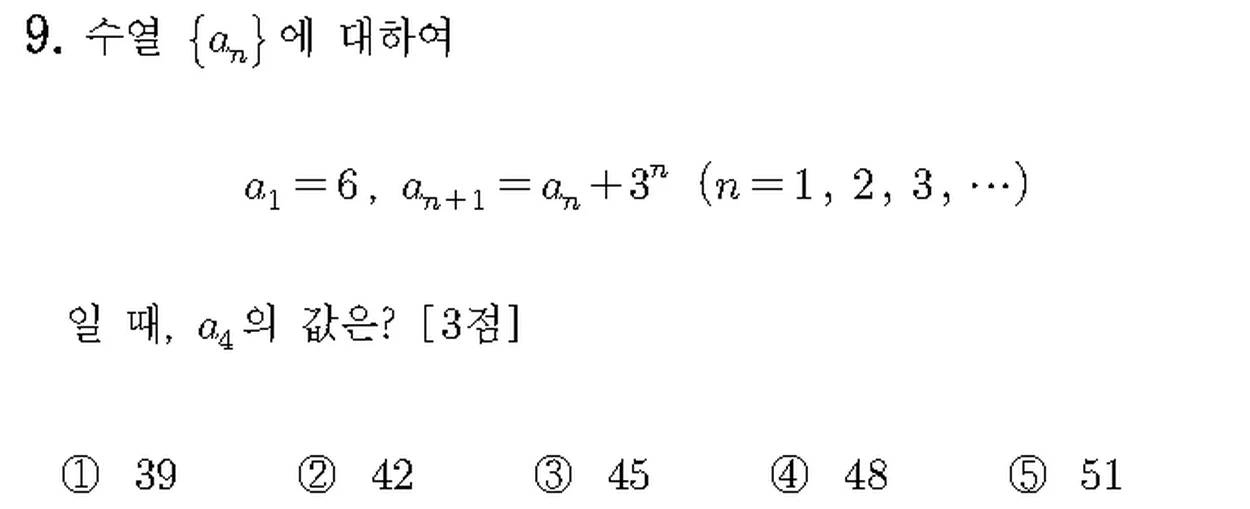 9. 수열 {aₙ}에 대하여
a₁ = 6, aₙ₊₁ = aₙ + 3ⁿ (n = 1, 2, 3, ⋯)
일 때, a₄의 값은? [3점]
① 39 ② 42 ③ 45 ④ 48 ⑤ 51